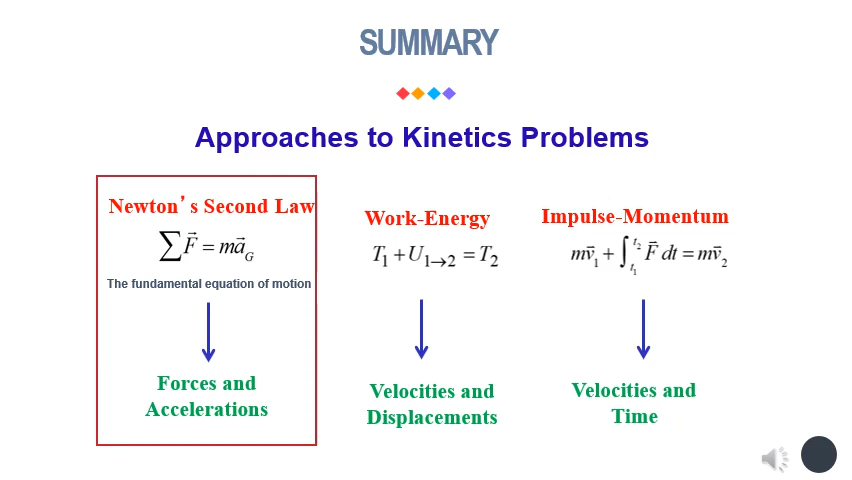 SUMMARY
Approaches to Kinetics Problems
Newton's Second Law
∑F⃗ = ma⃗_G
The fundamental equation of motion
Forces and
Accelerations
Work-Energy
T₁ + U₁→₂ = T₂
Velocities and
Displacements
Impulse-Momentum
mv⃗₁ + ∫_{t₁}^{t₂} F⃗ dt = mv⃗₂
Velocities and
Time